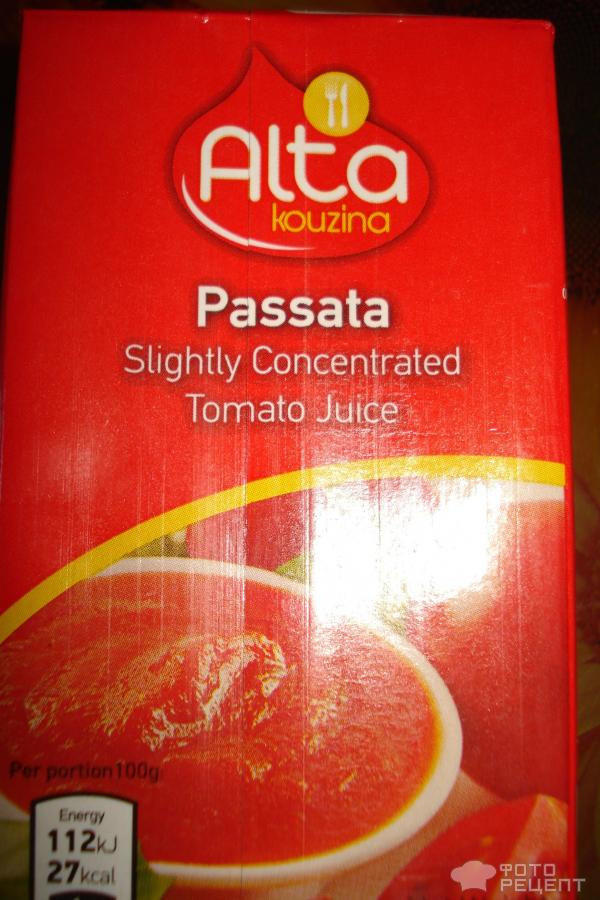 Alta
kouzina
Passata
Slightly Concentrated
Tomato Juice
Per portion100g
Energy
112kJ
27kcal
ФОТО
РЕЦЕПТ